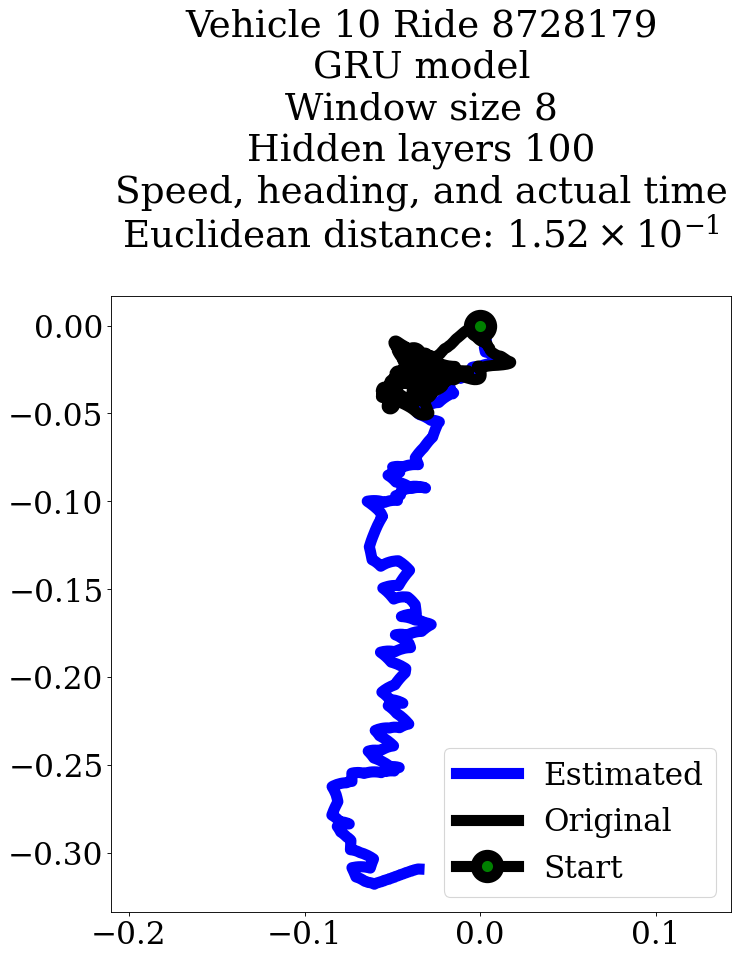 Vehicle 10 Ride 8728179
GRU model
Window size 8
Hidden layers 100
Speed, heading, and actual time
Euclidean distance: 1.52 × 10⁻¹
0.00
−0.05
−0.10
−0.15
−0.20
−0.25
−0.30
Estimated
Original
Start
−0.2 −0.1 0.0 0.1